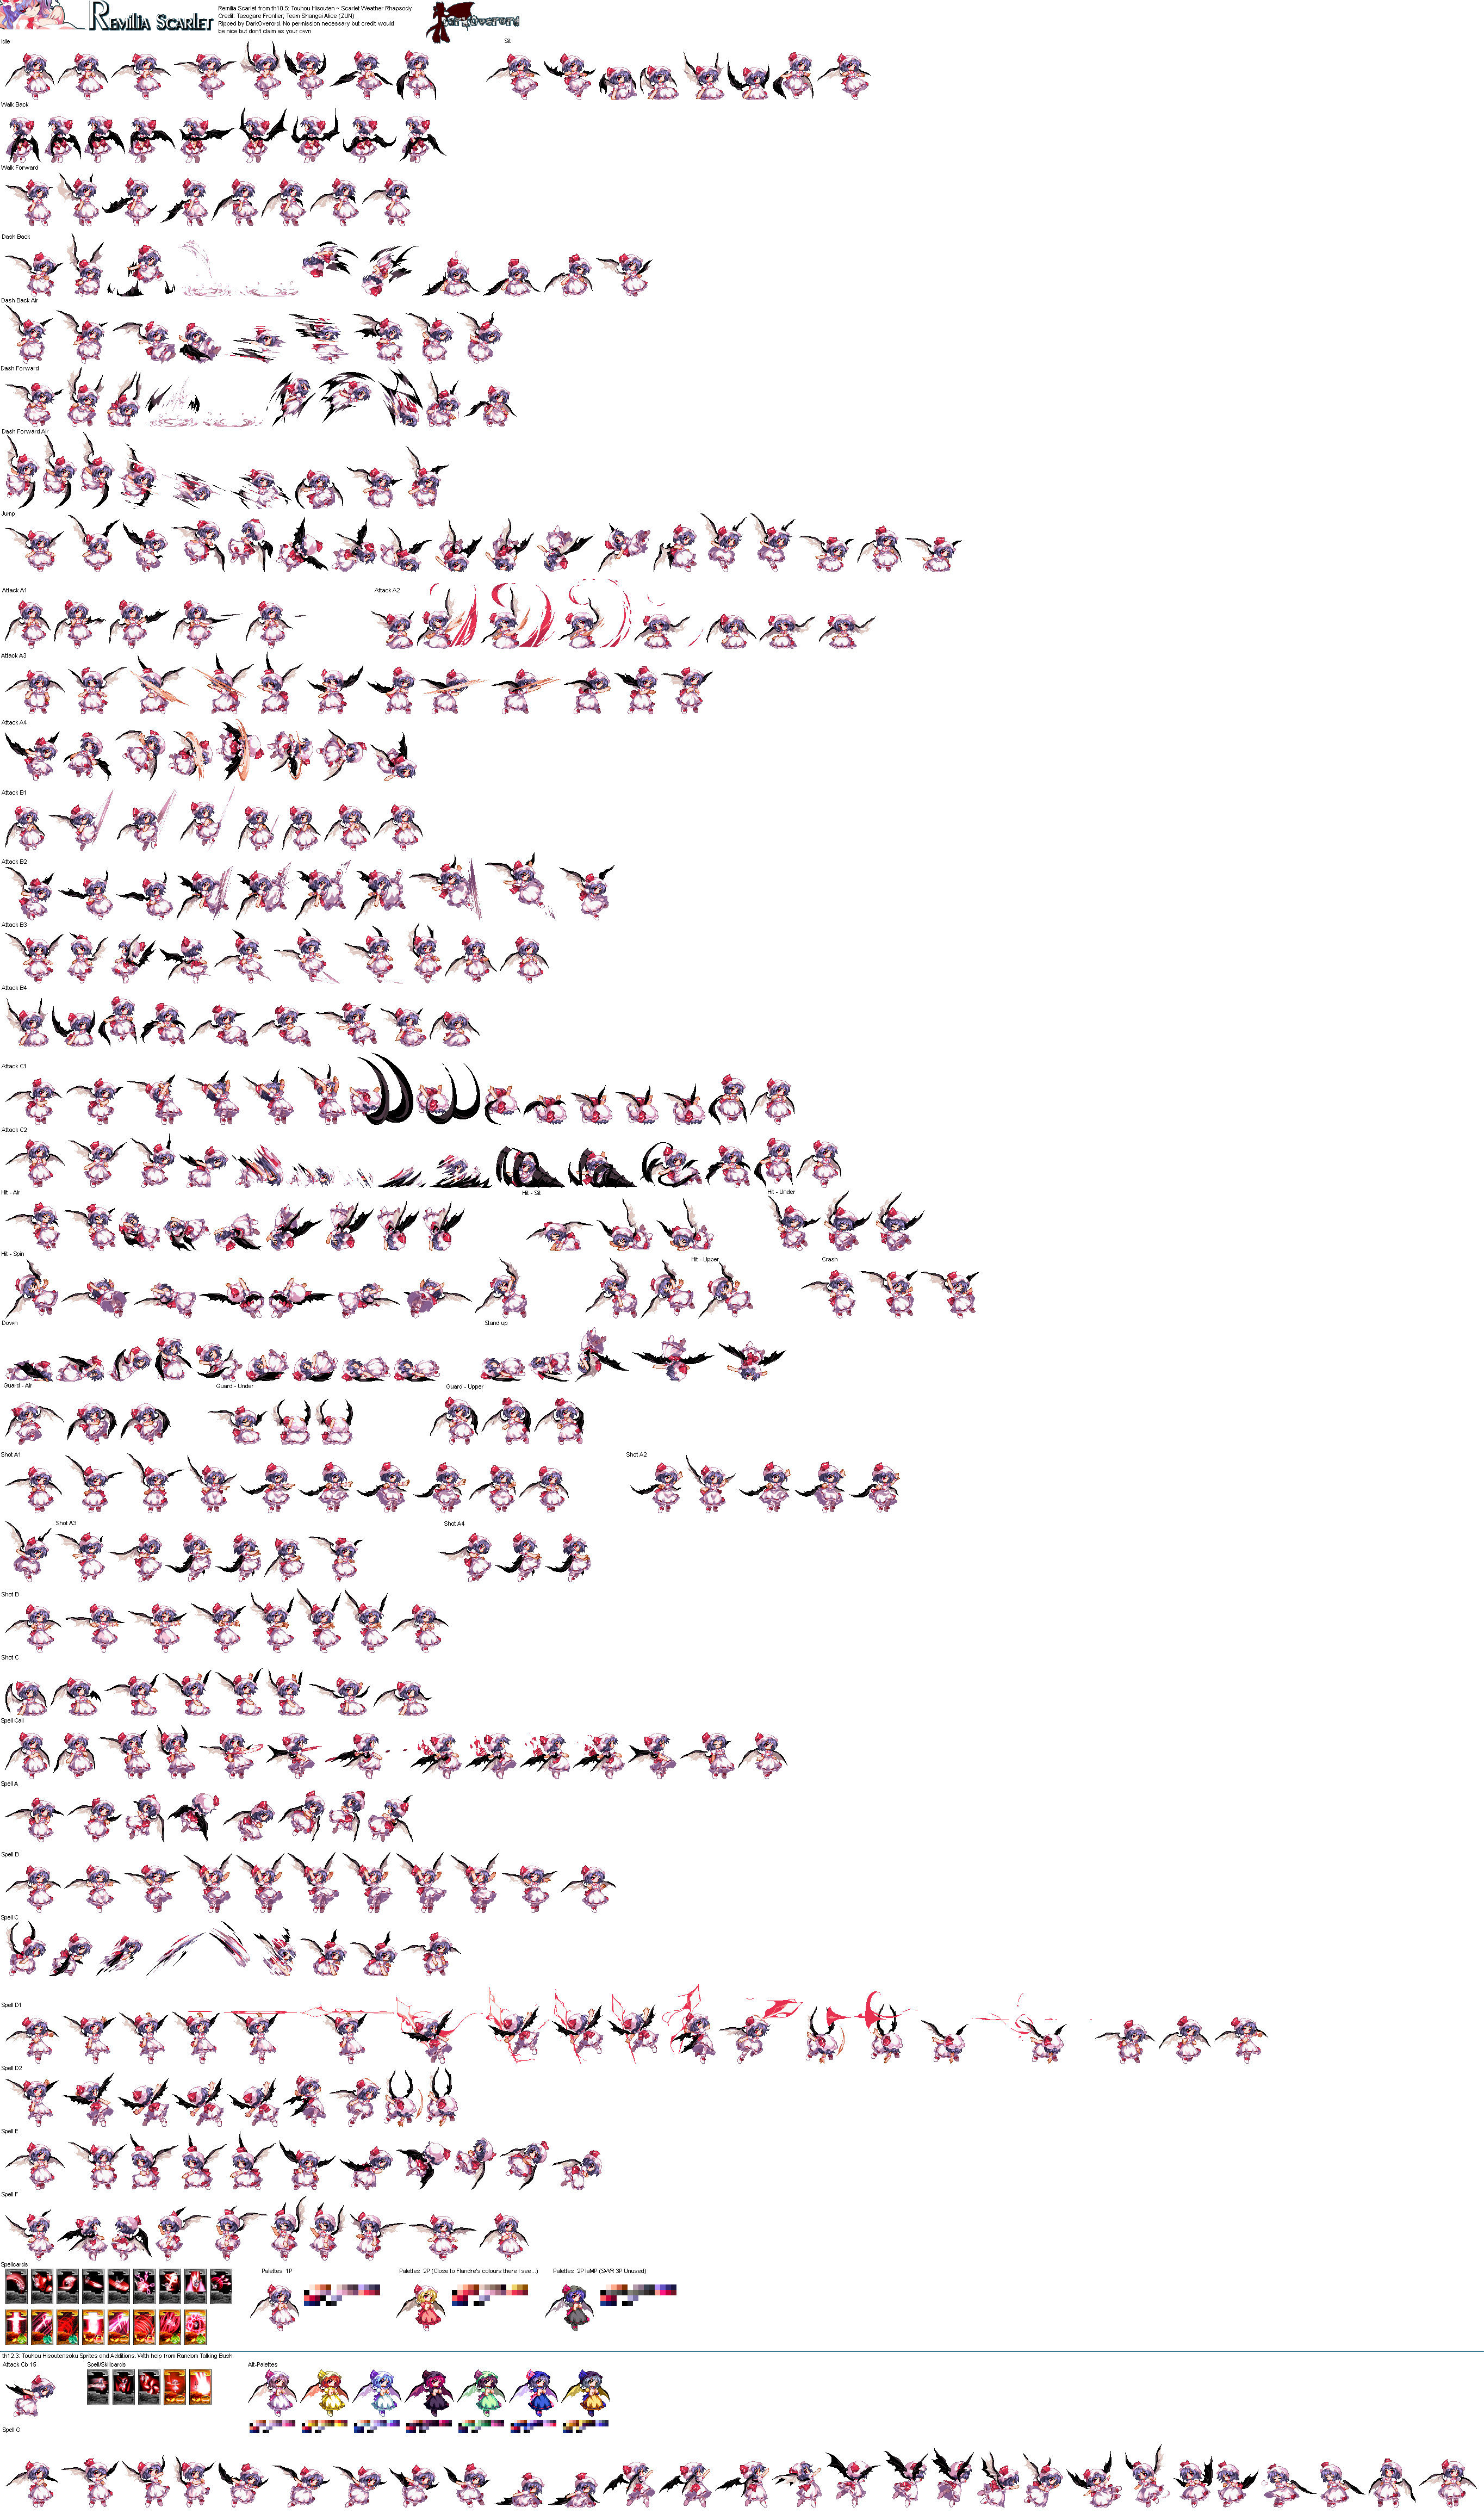 REMILIA SCARLET
Remilia Scarlet from th10.5: Touhou Hisouten ~ Scarlet Weather Rhapsody
Credit: Tasogare Frontier, Team Shangai Alice (ZUN)
Ripped by DarkOverord. No permission necessary but credit would
be nice but don't claim as your own
DarkOverord
Idle
Sit
Walk Back
Walk Forward
Dash Back
Dash Back Air
Dash Forward
Dash Forward Air
Jump
Attack A1
Attack A2
Attack A3
Attack A4
Attack B1
Attack B2
Attack B3
Attack B4
Attack C1
Attack C2
Hit - Air
Hit - Sit
Hit - Under
Hit - Spin
Hit - Upper
Crash
Down
Stand up
Guard - Air
Guard - Under
Guard - Upper
Shot A1
Shot A2
Shot A3
Shot A4
Shot B
Shot C
Spell Call
Spell A
Spell B
Spell C
Spell D1
Spell D2
Spell E
Spell F
Spellcards
Palettes 1P
Palettes 2P (Close to Flandre's colours there I see...)
Palettes 2P IaMP (SWR 3P Unused)
th12.3: Touhou Hisoutensoku Sprites and Additions. With help from Random Talking Bush
Attack Cb 15
Spell/Skillcards
Alt-Palettes
Spell G